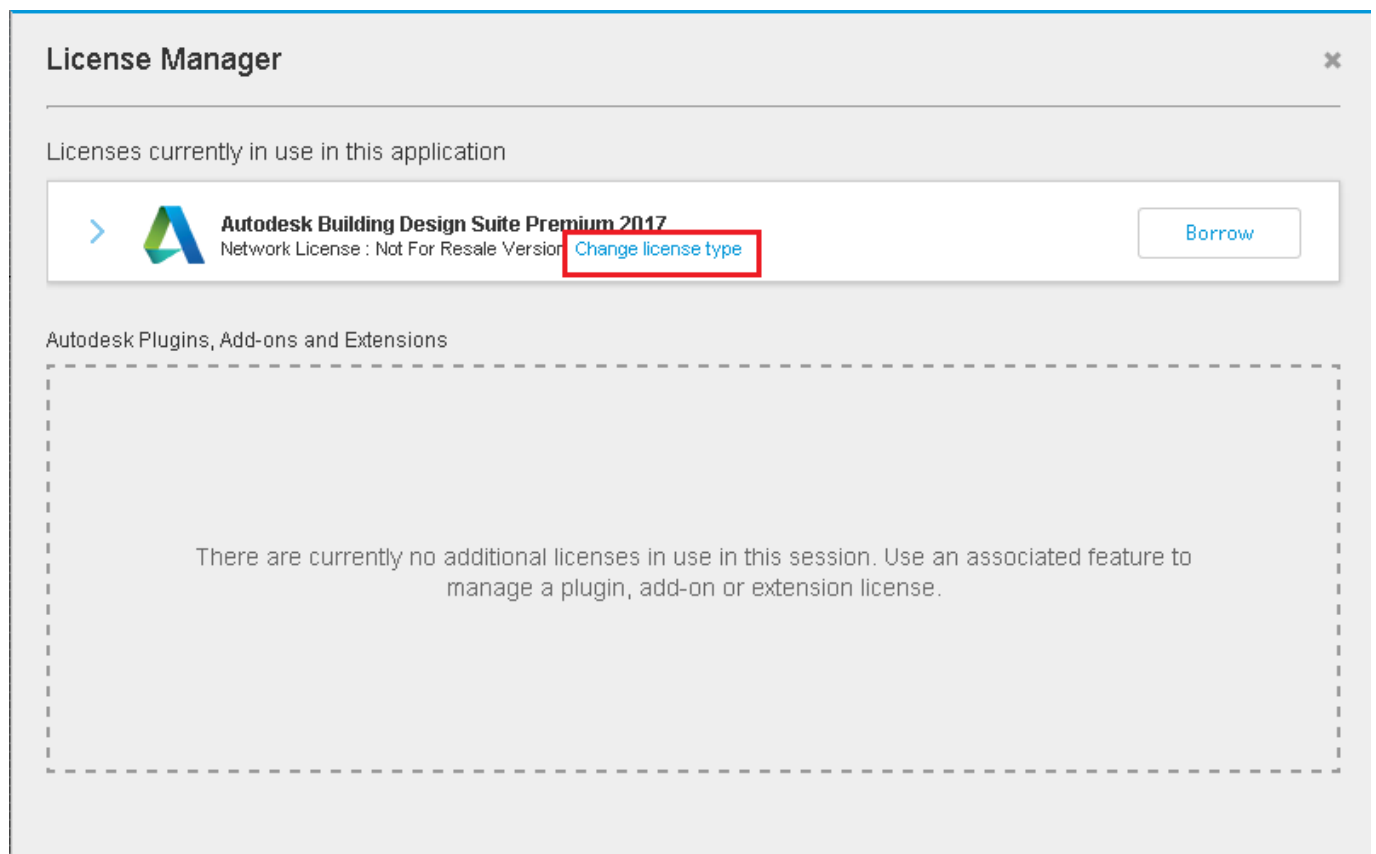 License Manager
Licenses currently in use in this application
Autodesk Building Design Suite Premium 2017
Network License : Not For Resale Version Change license type
Borrow
Autodesk Plugins, Add-ons and Extensions
There are currently no additional licenses in use in this session. Use an associated feature to
manage a plugin, add-on or extension license.